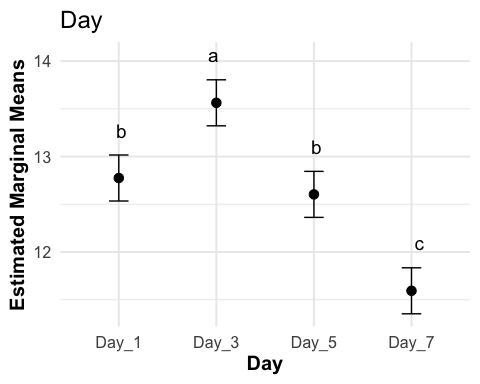 Day
a
14
b
13
b
12
c
Estimated Marginal Means
Day_1 Day_3 Day_5 Day_7
Day